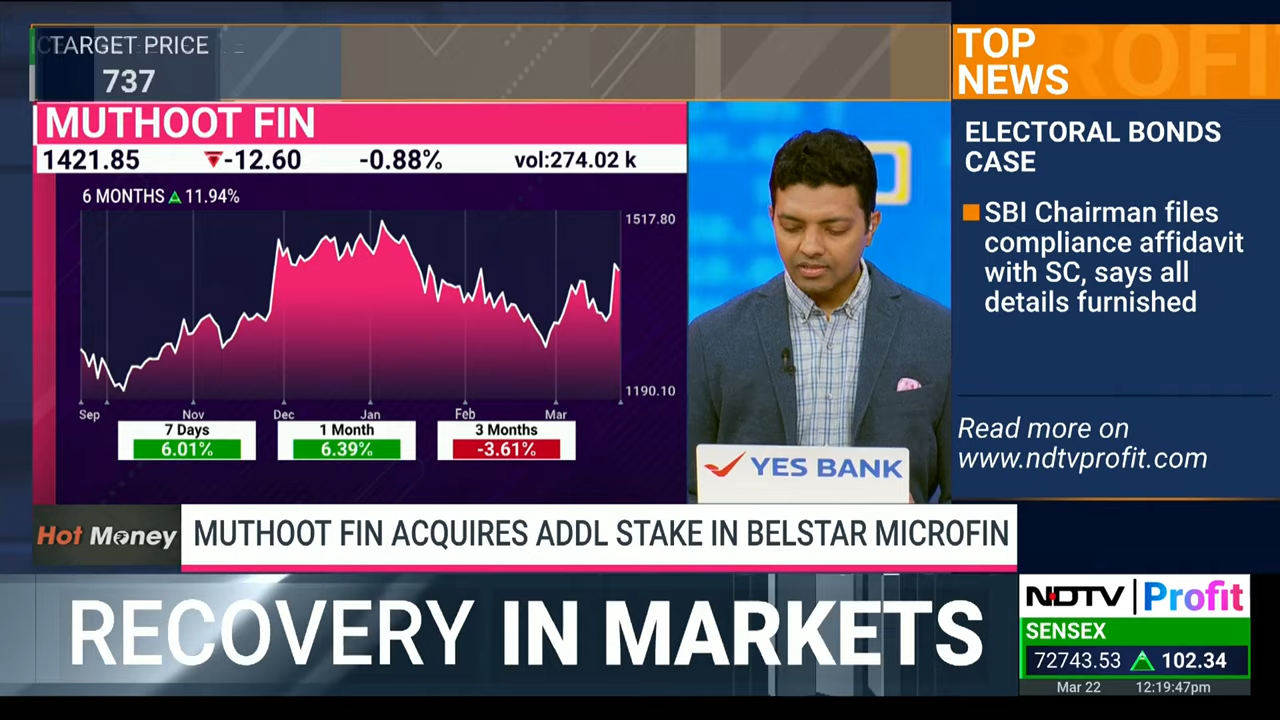 TARGET PRICE
737
TOP
NEWS
MUTHOOT FIN
1421.85 -12.60 -0.88% vol:274.02 k
6 MONTHS 11.94%
1517.80
1190.10
Sep Nov Dec Jan Feb Mar
7 Days 1 Month 3 Months
6.01% 6.39% -3.61%
YES BANK
ELECTORAL BONDS
CASE
SBI Chairman files
compliance affidavit
with SC, says all
details furnished
Read more on
www.ndtvprofit.com
Hot Money
MUTHOOT FIN ACQUIRES ADDL STAKE IN BELSTAR MICROFIN
RECOVERY IN MARKETS
NDTV Profit
SENSEX
72743.53 102.34
Mar 22 12:19:47pm